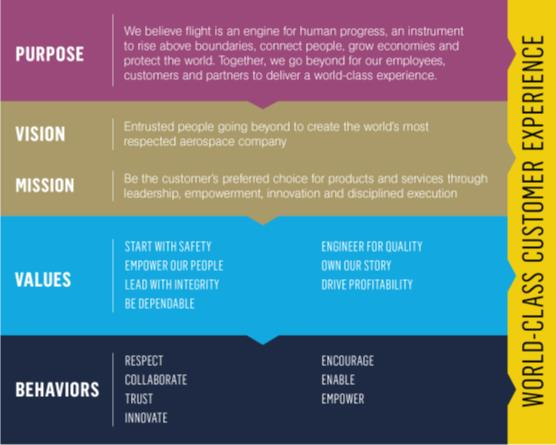 PURPOSE
We believe flight is an engine for human progress, an instrument
to rise above boundaries, connect people, grow economies and
protect the world. Together, we go beyond for our employees,
customers and partners to deliver a world-class experience.
VISION
Entrusted people going beyond to create the world's most
respected aerospace company
MISSION
Be the customer's preferred choice for products and services through
leadership, empowerment, innovation and disciplined execution
VALUES
START WITH SAFETY
EMPOWER OUR PEOPLE
LEAD WITH INTEGRITY
BE DEPENDABLE
ENGINEER FOR QUALITY
OWN OUR STORY
DRIVE PROFITABILITY
BEHAVIORS
RESPECT
COLLABORATE
TRUST
INNOVATE
ENCOURAGE
ENABLE
EMPOWER
WORLD-CLASS CUSTOMER EXPERIENCE